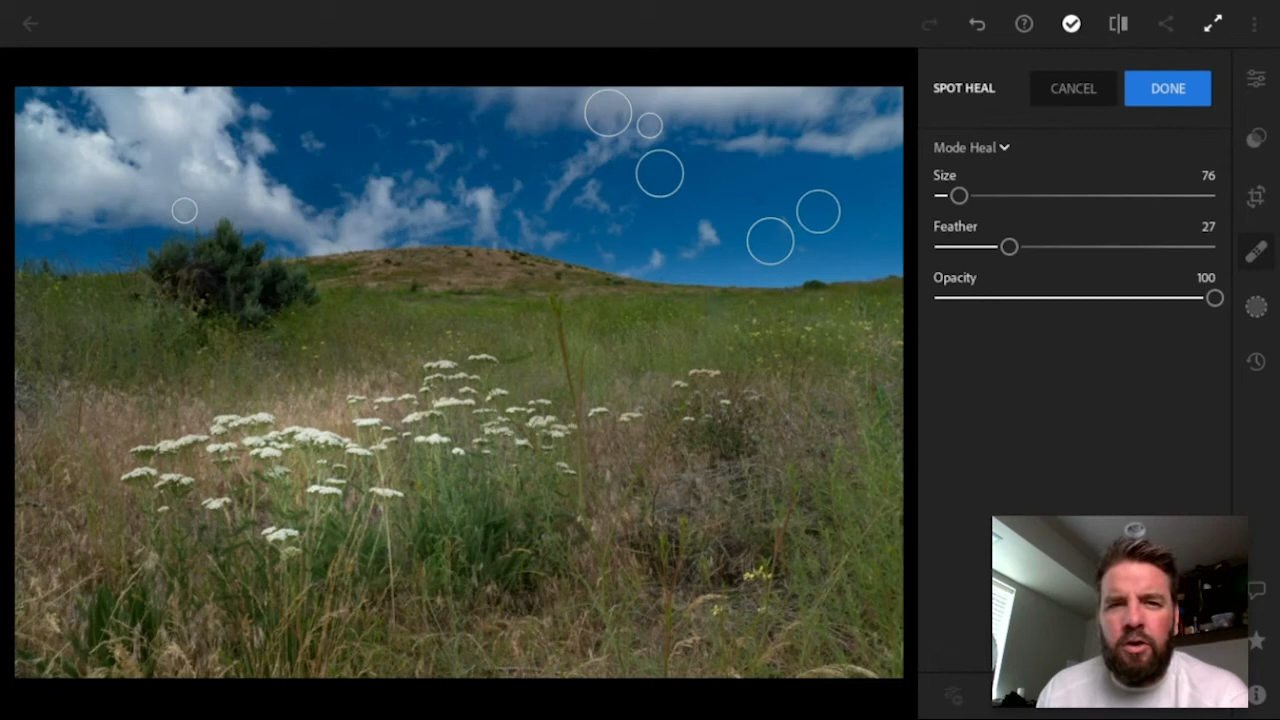 SPOT HEAL
CANCEL
DONE
Mode Heal
Size 76
Feather 27
Opacity 100